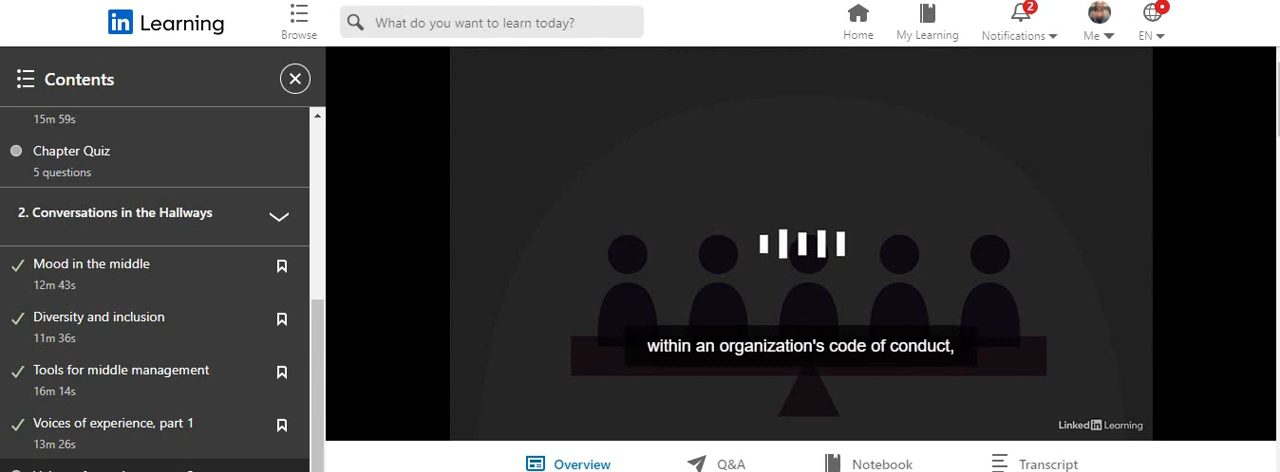 in Learning
Browse
What do you want to learn today?
Home
My Learning
2
Notifications
Me
EN
Contents
15m 59s
Chapter Quiz
5 questions
2. Conversations in the Hallways
Mood in the middle
12m 43s
Diversity and inclusion
11m 36s
Tools for middle management
16m 14s
Voices of experience, part 1
13m 26s
within an organization's code of conduct,
Linked in Learning
Overview
Q&A
Notebook
Transcript